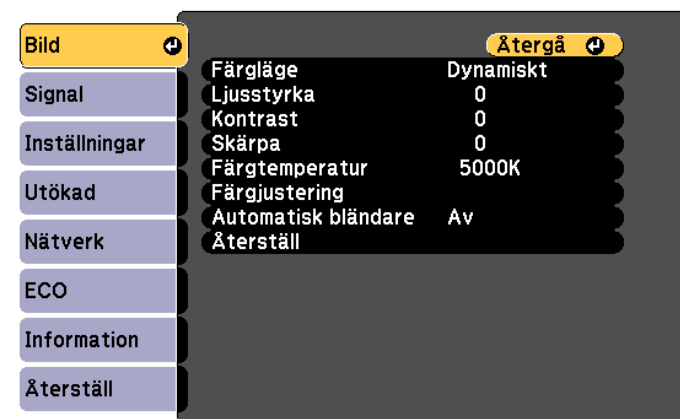 Bild
Signal
Inställningar
Utökad
Nätverk
ECO
Information
Återställ
Återgå
Färgläge Dynamiskt
Ljusstyrka 0
Kontrast 0
Skärpa 0
Färgtemperatur 5000K
Färgjustering
Automatisk bländare Av
Återställ